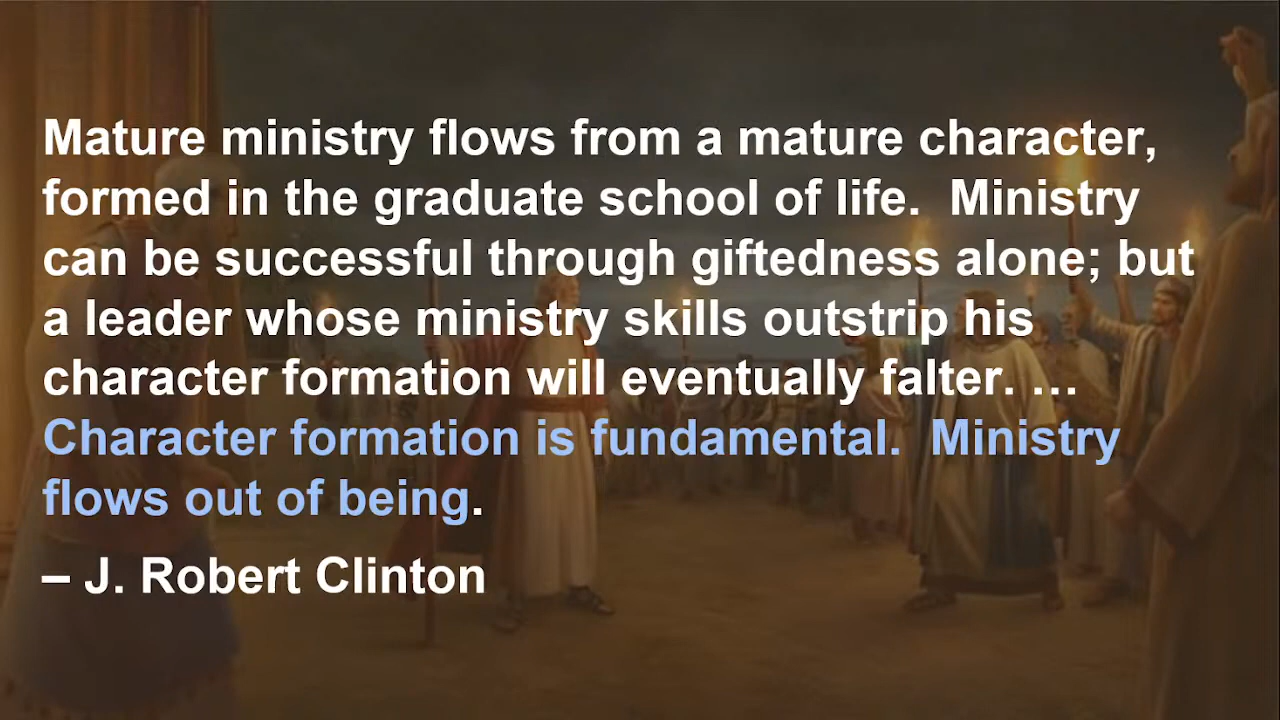 Mature ministry flows from a mature character,
formed in the graduate school of life.  Ministry
can be successful through giftedness alone; but
a leader whose ministry skills outstrip his
character formation will eventually falter. …
Character formation is fundamental.  Ministry
flows out of being.
– J. Robert Clinton